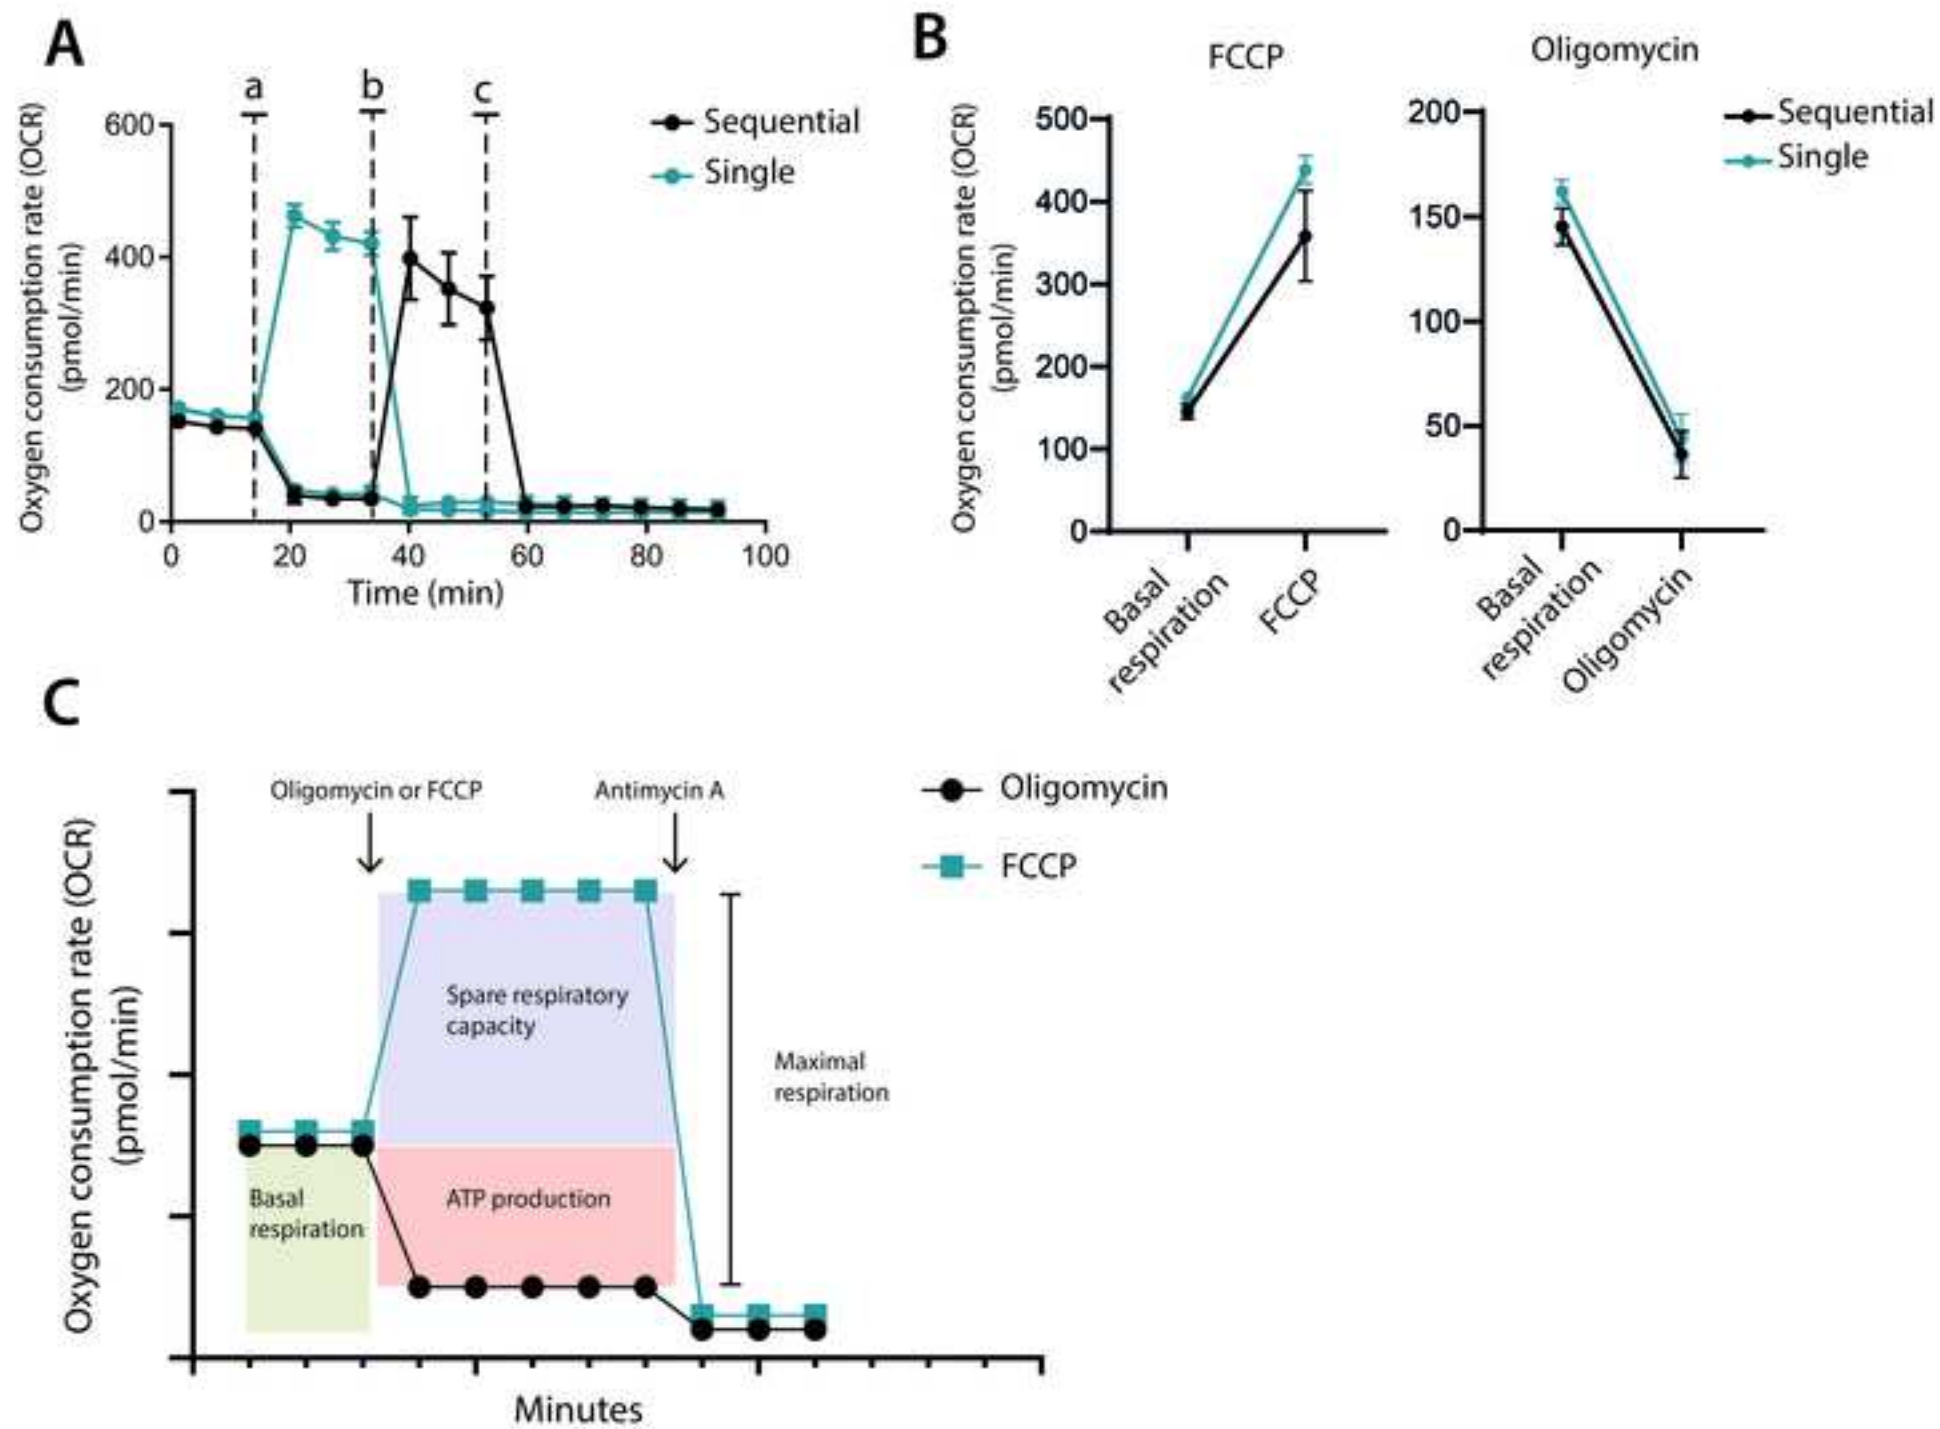 A
a
b
c
Oxygen consumption rate (OCR)
(pmol/min)
600
400
200
0
0
20
40
60
80
100
Time (min)
Sequential
Single
B
FCCP
Oxygen consumption rate (OCR)
(pmol/min)
500
400
300
200
100
0
Basal
respiration
FCCP
Oligomycin
200
150
100
50
0
Basal
respiration
Oligomycin
Sequential
Single
C
Oxygen consumption rate (OCR)
(pmol/min)
Oligomycin or FCCP
Antimycin A
Oligomycin
FCCP
Spare respiratory
capacity
Maximal
respiration
Basal
respiration
ATP production
Minutes